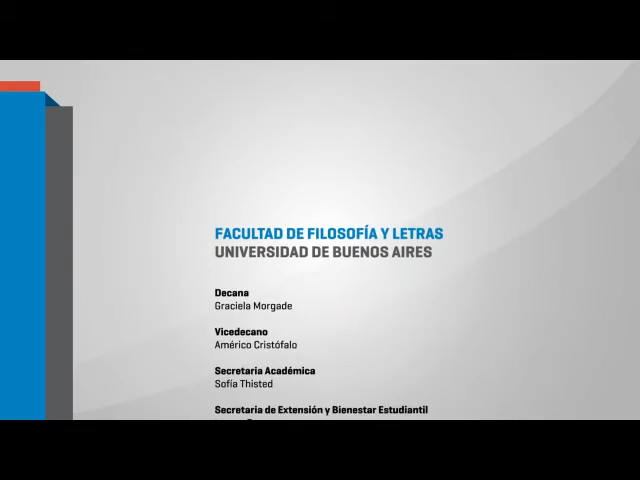 FACULTAD DE FILOSOFÍA Y LETRAS
UNIVERSIDAD DE BUENOS AIRES
Decana
Graciela Morgade
Vicedecano
Américo Cristófalo
Secretaria Académica
Sofía Thisted
Secretaria de Extensión y Bienestar Estudiantil